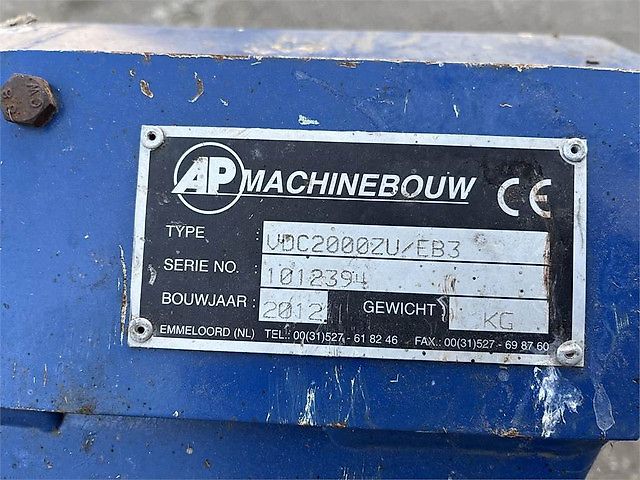 AP MACHINEBOUW CE
TYPE VDC2000ZU/EB3
SERIE NO. 1012394
BOUWJAAR: 2012 GEWICHT KG
EMMELOORD (NL) TEL.: 00(31)527 - 61 82 46 FAX.: 00(31)527 - 69 87 60